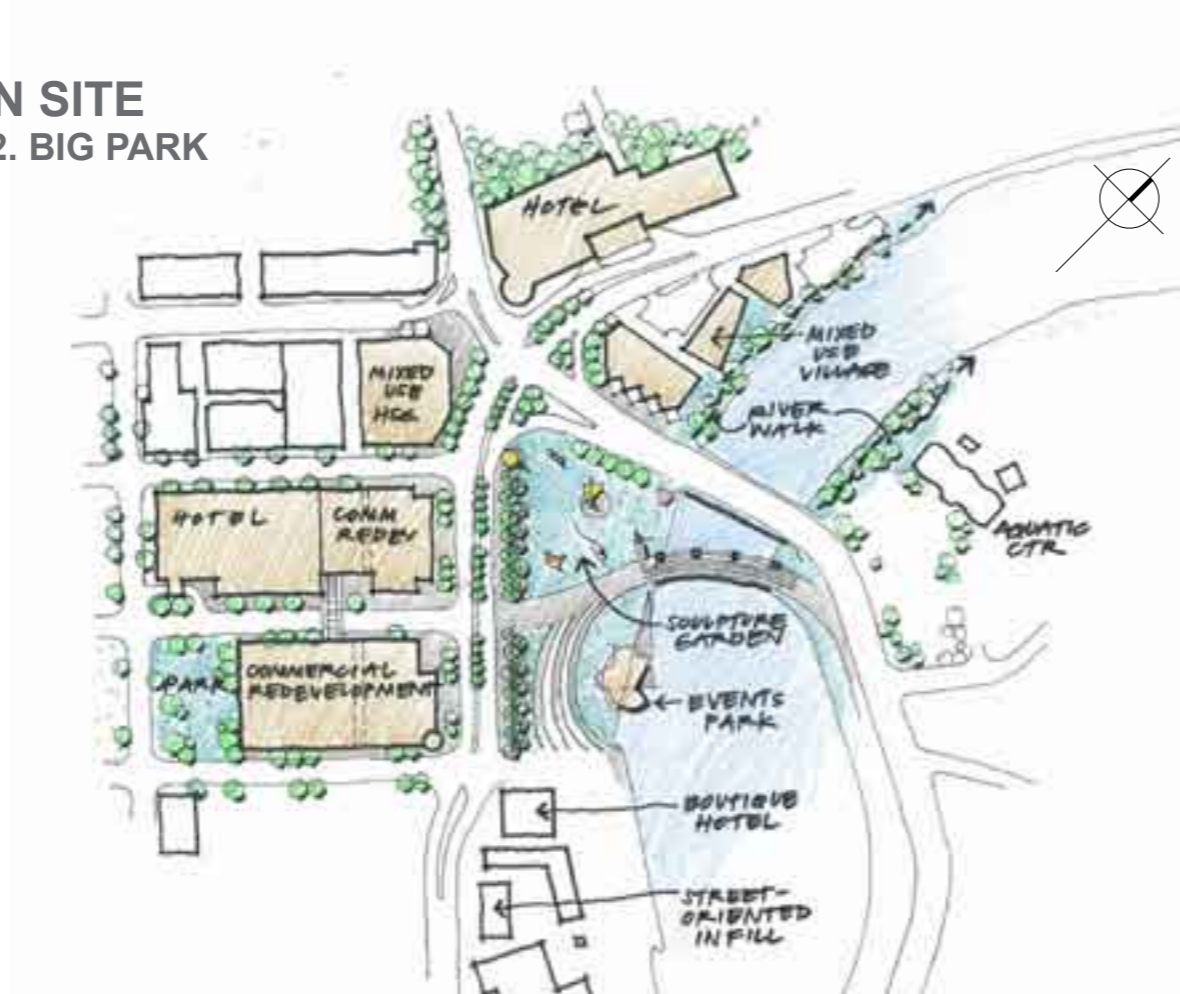 N SITE
2. BIG PARK
HOTEL
MIXED
USE
VILLAGE
MIXED
USE
HSG
RIVER
WALK
HOTEL
COMM
REDEV
AQUATIC
CTR
SCULPTURE
GARDEN
PARK
COMMERCIAL
REDEVELOPMENT
EVENTS
PARK
BOUTIQUE
HOTEL
STREET-
ORIENTED
INFILL